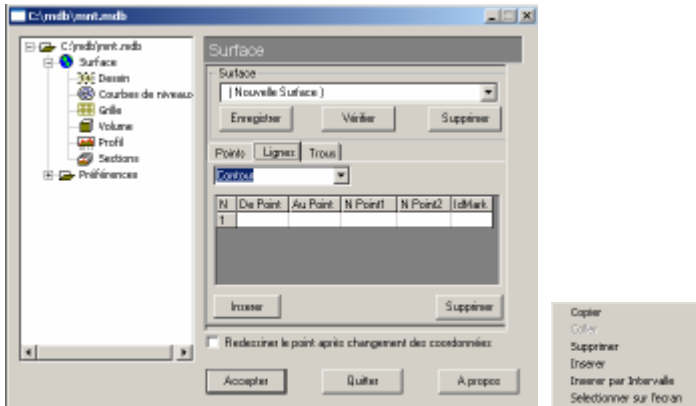 C:\mdb\mnt.mdb
C:\mdb\mnt.mdb
Surface
Dessin
Courbes de niveaux
Grille
Volume
Profil
Sections
Préférences
Surface
Surface
( Nouvelle Surface )
Enregistrer Vérifier Supprimer
Points Lignes Trous
Contour
N De Point Au Point N Point1 N Point2 IdMark
1
Inserer Supprimer
Redessiner le point après changement des coordonnées
Accepter Quitter A propos
Copier
Coller
Supprimer
Inserer
Inserer par Intervalle
Selectionner sur l'ecran